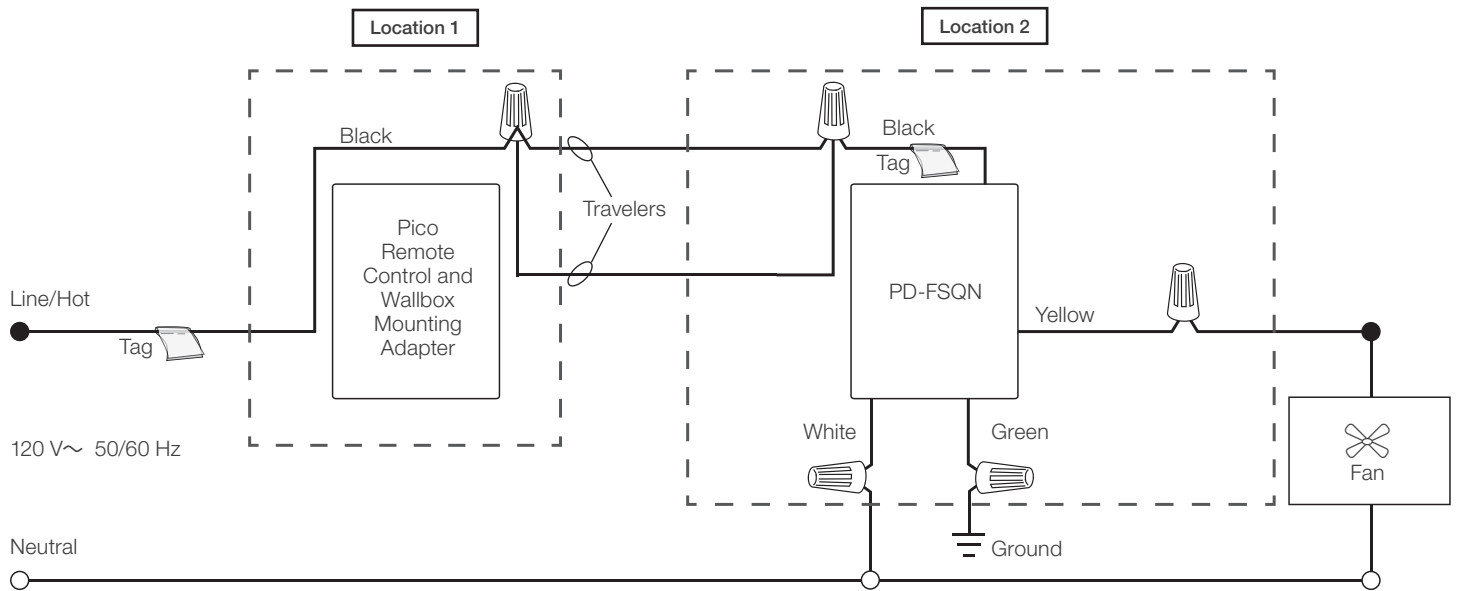 Location 1
Location 2
Black
Black
Tag
Travelers
Pico
Remote
Control and
Wallbox
Mounting
Adapter
PD-FSQN
Line/Hot
Tag
Yellow
120 V～ 50/60 Hz
White
Green
Fan
Neutral
Ground